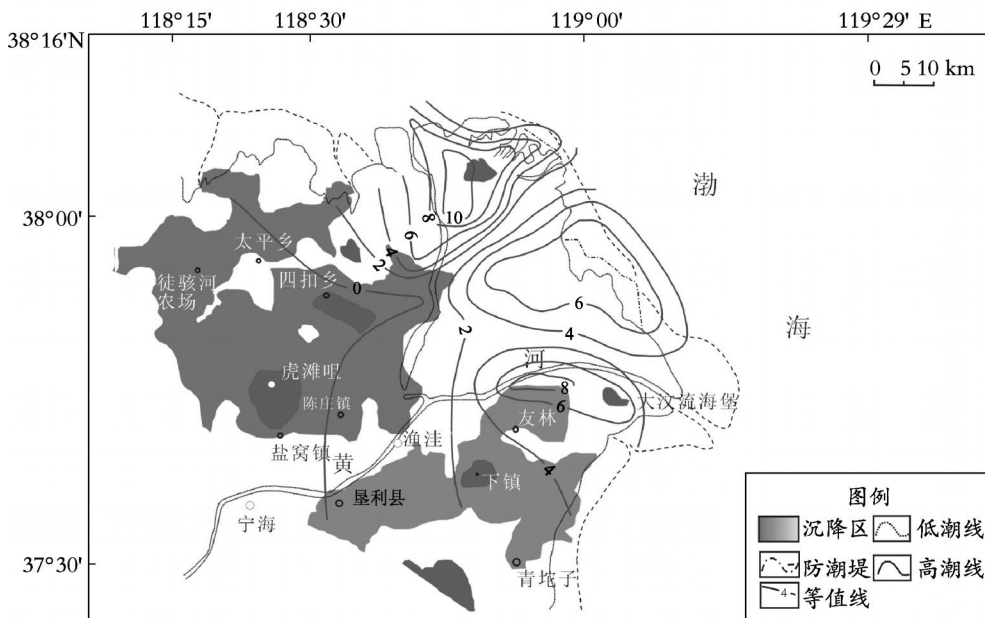 118°15′
118°30′
119°00′
119°29′ E
38°16′N
0 5 10 km
渤
38°00′
8
10
6
4
2
太平乡
0
徒骇河
农场
四扣乡
6
4
2
海
河
虎滩咀
8
6
大汶流海堡
陈庄镇
友林
盐窝镇
渔洼
黄
4
下镇
垦利县
宁海
37°30′
青坨子
图例
沉降区
低潮线
防潮堤
高潮线
4
等值线